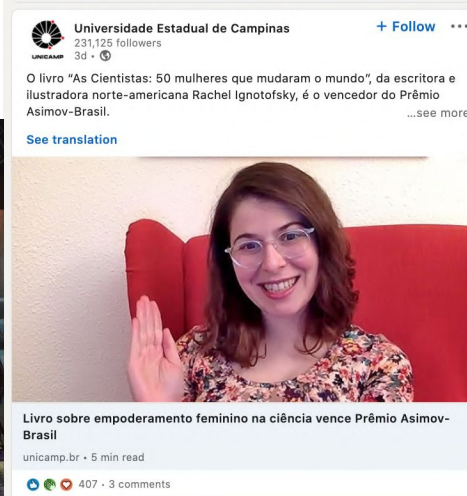 Universidade Estadual de Campinas
+ Follow
231,125 followers
UNICAMP
3d •
O livro “As Cientistas: 50 mulheres que mudaram o mundo”, da escritora e
ilustradora norte-americana Rachel Ignotofsky, é o vencedor do Prêmio
Asimov-Brasil.
...see more
See translation
Livro sobre empoderamento feminino na ciência vence Prêmio Asimov-
Brasil
unicamp.br • 5 min read
407 • 3 comments